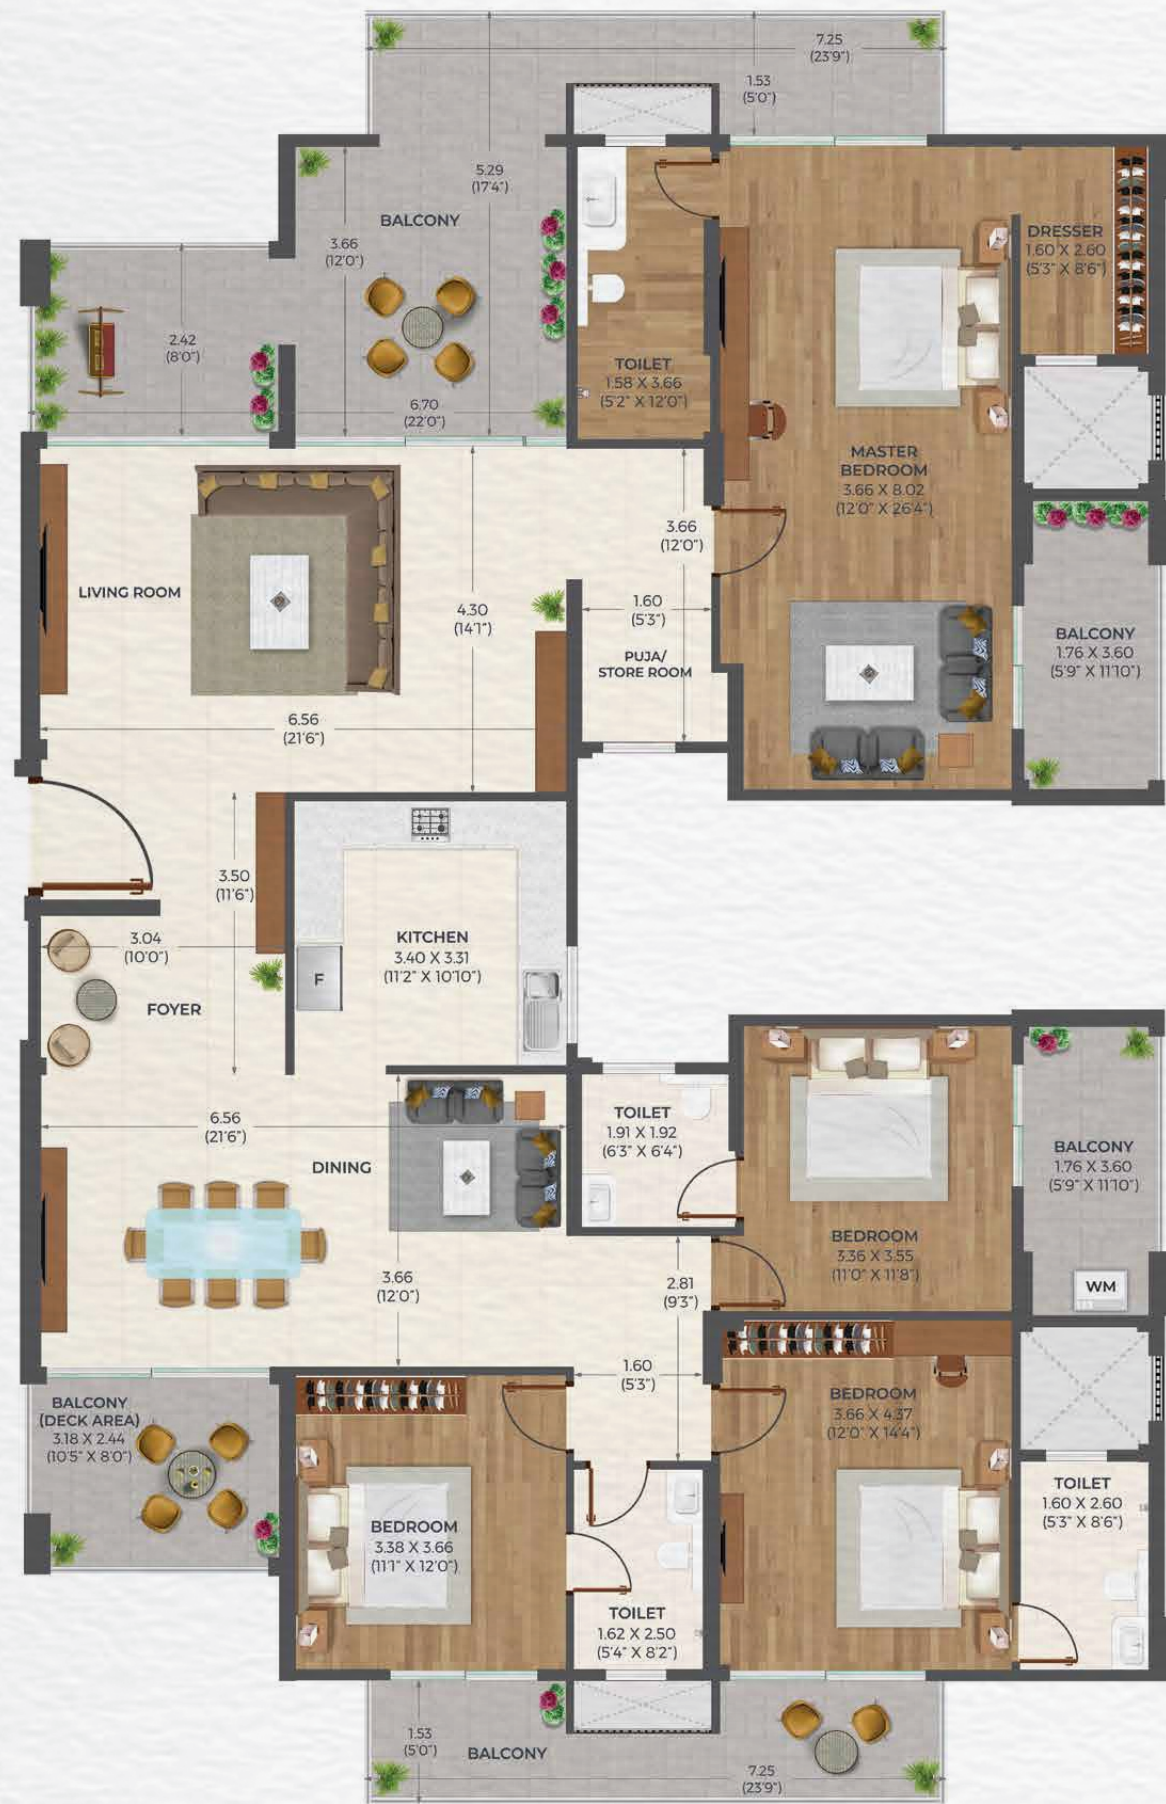 7.25
(23'9")
1.53
(5'0")
5.29
(17'4")
BALCONY
3.66
(12'0")
DRESSER
1.60 X 2.60
(5'3" X 8'6")
2.42
(8'0")
TOILET
1.58 X 3.66
(5'2" X 12'0")
6.70
(22'0")
MASTER
BEDROOM
3.66 X 8.02
(12'0" X 26'4")
3.66
(12'0")
LIVING ROOM
4.30
(14'1")
1.60
(5'3")
PUJA/
STORE ROOM
BALCONY
1.76 X 3.60
(5'9" X 11'10")
6.56
(21'6")
3.50
(11'6")
3.04
(10'0")
KITCHEN
3.40 X 3.31
(11'2" X 10'10")
F
FOYER
6.56
(21'6")
DINING
TOILET
1.91 X 1.92
(6'3" X 6'4")
BALCONY
1.76 X 3.60
(5'9" X 11'10")
BEDROOM
3.36 X 3.55
(11'0" X 11'8")
3.66
(12'0")
2.81
(9'3")
WM
1.60
(5'3")
BALCONY
(DECK AREA)
3.18 X 2.44
(10'5" X 8'0")
BEDROOM
3.66 X 4.37
(12'0" X 14'4")
TOILET
1.60 X 2.60
(5'3" X 8'6")
BEDROOM
3.38 X 3.66
(11'1" X 12'0")
TOILET
1.62 X 2.50
(5'4" X 8'2")
1.53
(5'0")
BALCONY
7.25
(23'9")